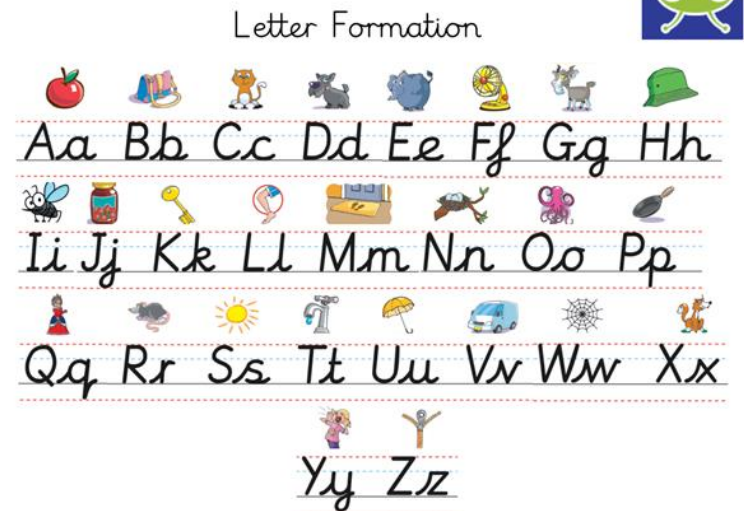 Letter Formation
Aa Bb Cc Dd Ee Ff Gg Hh
Ii Jj Kk Ll Mm Nn Oo Pp
Qq Rr Ss Tt Uu Vv Ww Xx
Yy Zz